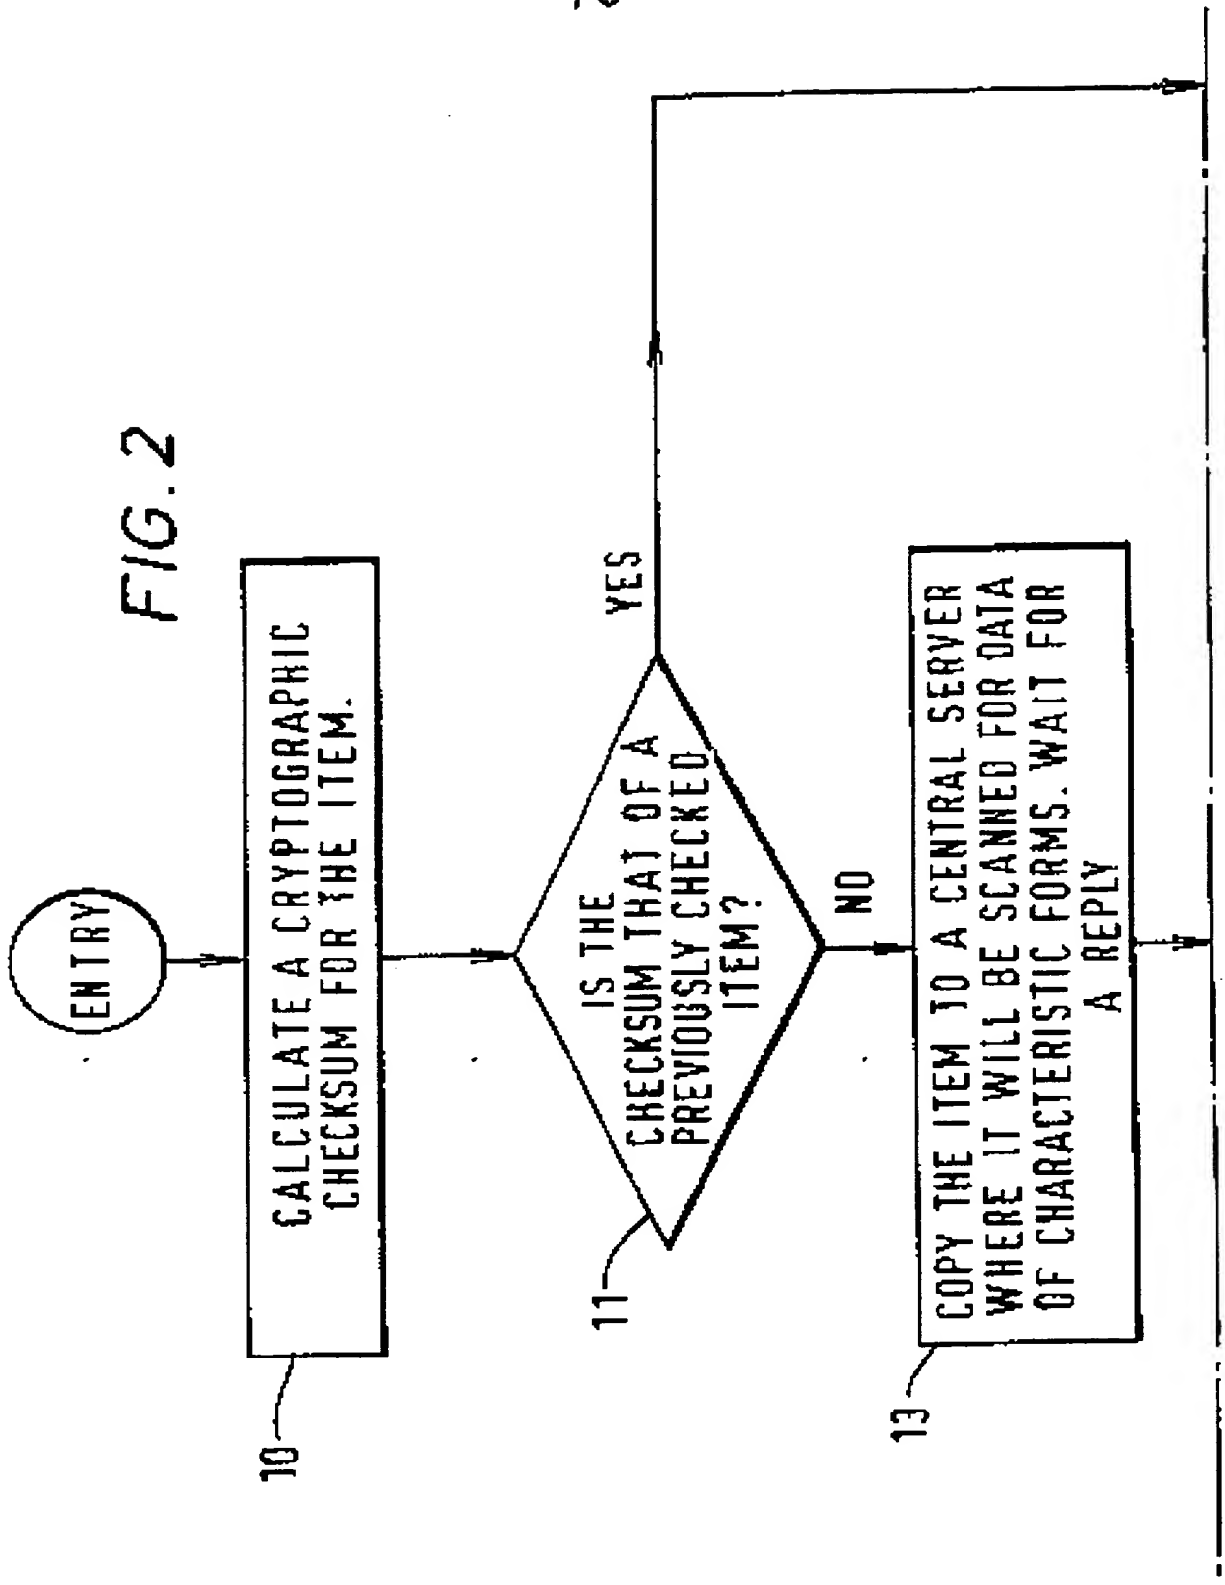 FIG. 2
ENTRY
10
CALCULATE A CRYPTOGRAPHIC
CHECKSUM FOR THE ITEM.
11
IS THE
CHECKSUM THAT OF A
PREVIOUSLY CHECKED
ITEM?
YES
NO
13
COPY THE ITEM TO A CENTRAL SERVER
WHERE IT WILL BE SCANNED FOR DATA
OF CHARACTERISTIC FORMS. WAIT FOR
A REPLY